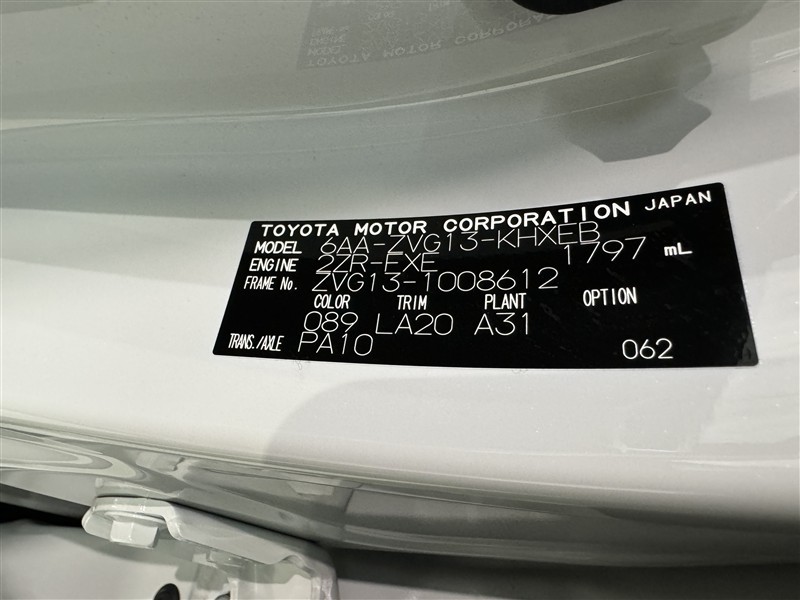 TOYOTA MOTOR CORPORATION JAPAN
MODEL 6AA-ZVG13-KHXEB
ENGINE 2ZR-FXE 1797 mL
FRAME No. ZVG13-1008612
COLOR TRIM PLANT OPTION
089 LA20 A31
TRANS./AXLE PA10 062